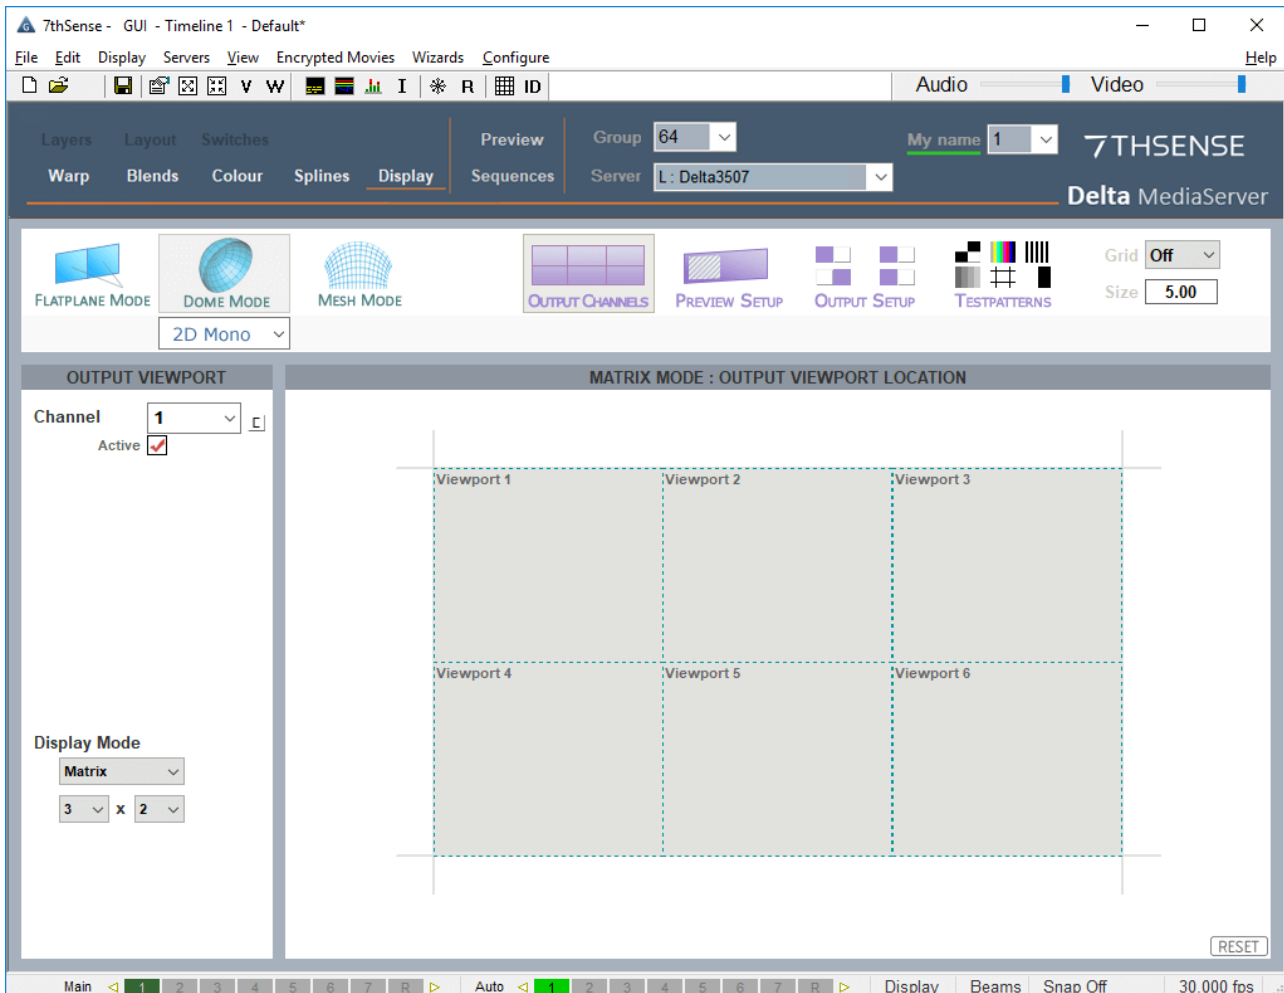 7thSense - GUI - Timeline 1 - Default*
File Edit Display Servers View Encrypted Movies Wizards Configure Help
V W I R ID Audio Video
Layers Layout Switches Preview Group 64 My name 1 7THSENSE
Warp Blends Colour Splines Display Sequences Server L : Delta3507
Delta MediaServer
Grid Off
FLATPLANE MODE DOME MODE MESH MODE OUTPUT CHANNELS PREVIEW SETUP OUTPUT SETUP TESTPATTERNS Size 5.00
2D Mono
OUTPUT VIEWPORT MATRIX MODE : OUTPUT VIEWPORT LOCATION
Channel 1
Active
Viewport 1 Viewport 2 Viewport 3
Viewport 4 Viewport 5 Viewport 6
Display Mode
Matrix
3 x 2
RESET
Main 1 2 3 4 5 6 7 R Auto 1 2 3 4 5 6 7 R Display Beams Snap Off 30.000 fps